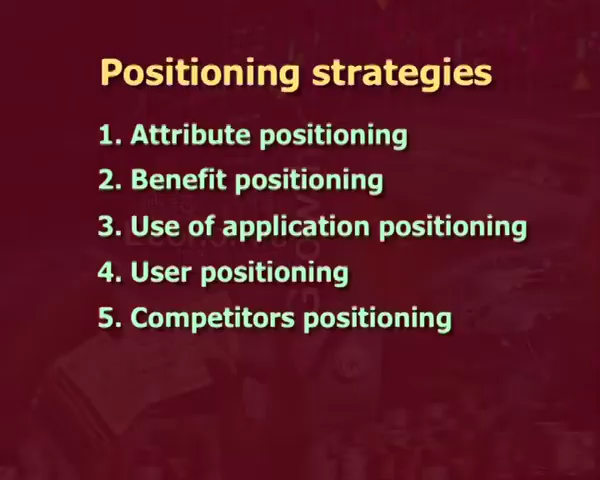 Positioning strategies
1. Attribute positioning
2. Benefit positioning
3. Use of application positioning
4. User positioning
5. Competitors positioning